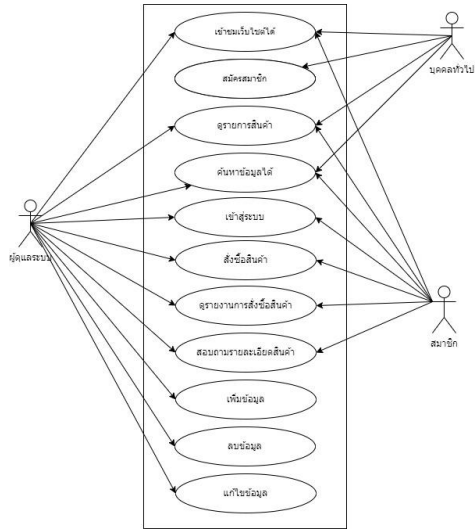 เข้าชมเว็บไซต์ได้
บุคคลทั่วไป
สมัครสมาชิก
ดูรายการสินค้า
ค้นหาข้อมูลได้
เข้าสู่ระบบ
ผู้ดูแลระบบ
สั่งซื้อสินค้า
ดูรายงานการสั่งซื้อสินค้า
สมาชิก
สอบถามรายละเอียดสินค้า
เพิ่มข้อมูล
ลบข้อมูล
แก้ไขข้อมูล